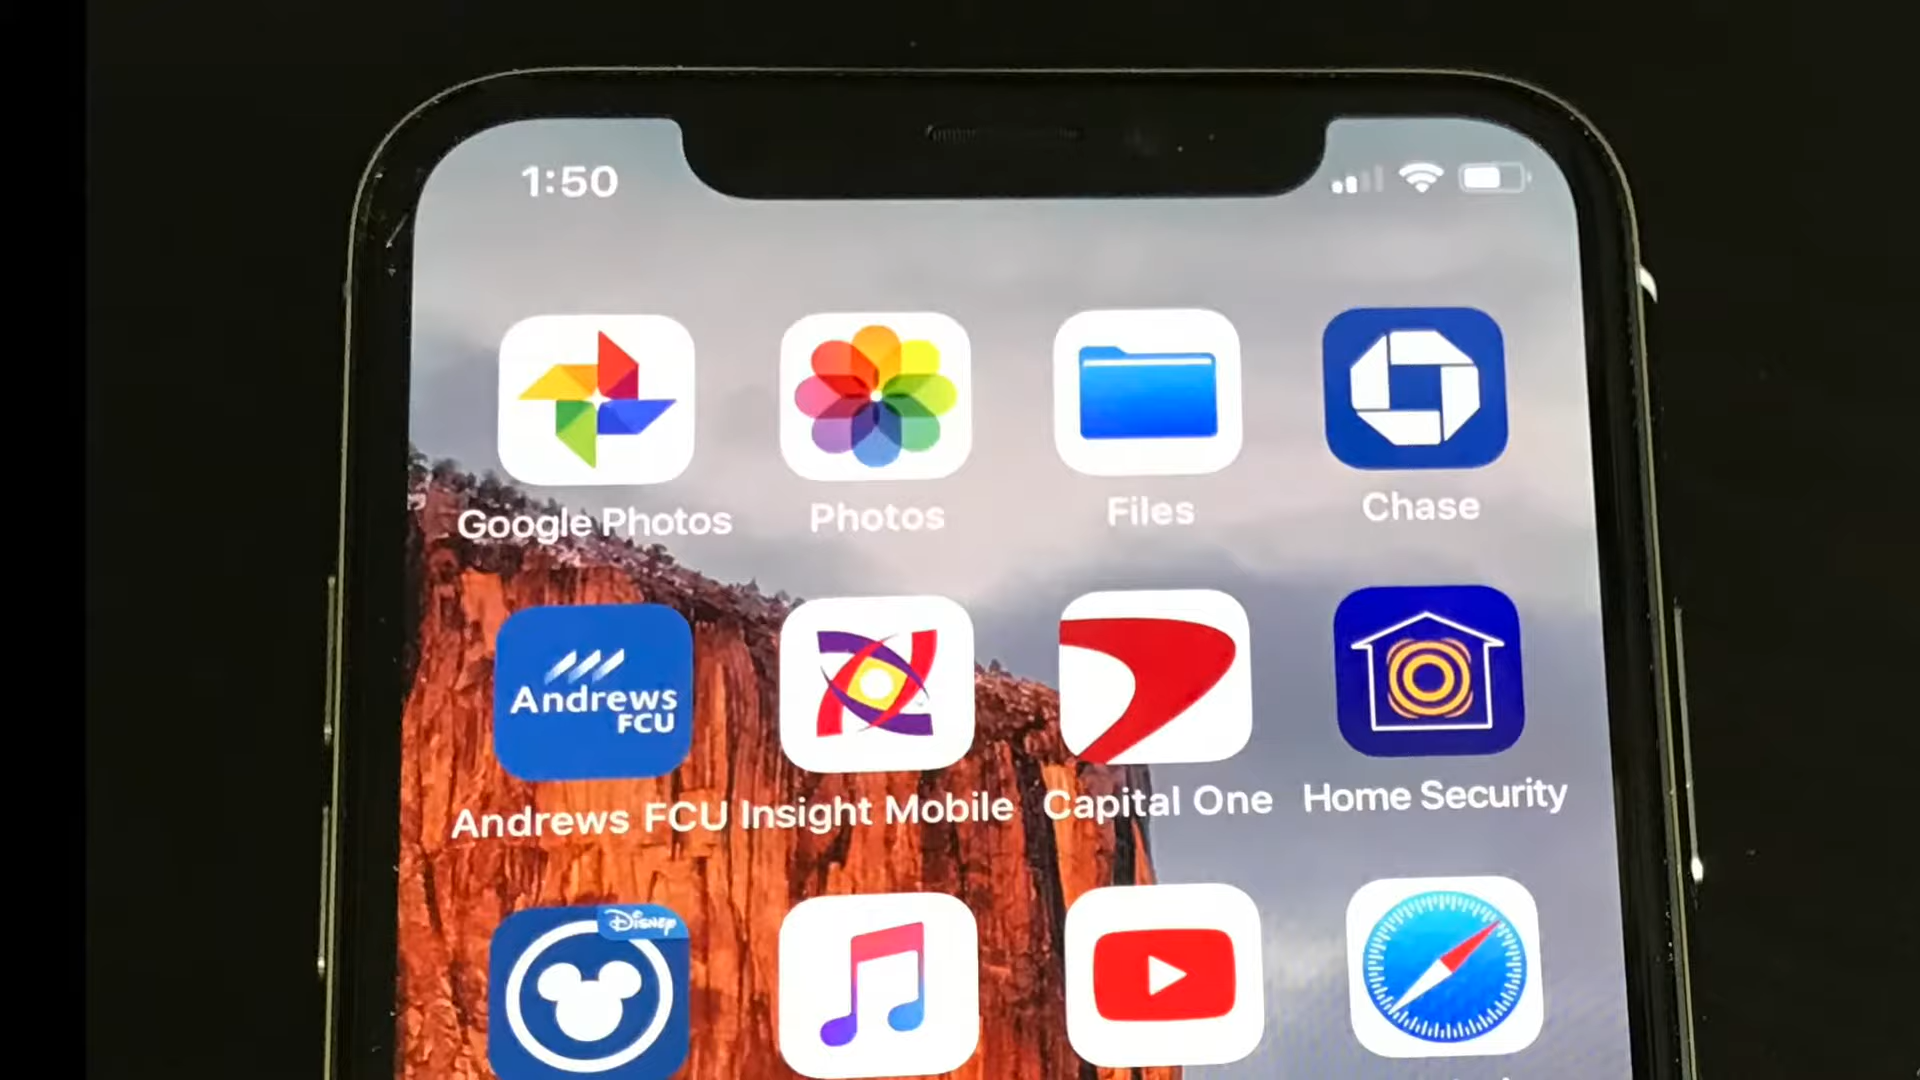 1:50
Google Photos
Photos
Files
Chase
Andrews
FCU
Andrews FCU
Insight Mobile
Capital One
Home Security
Disney